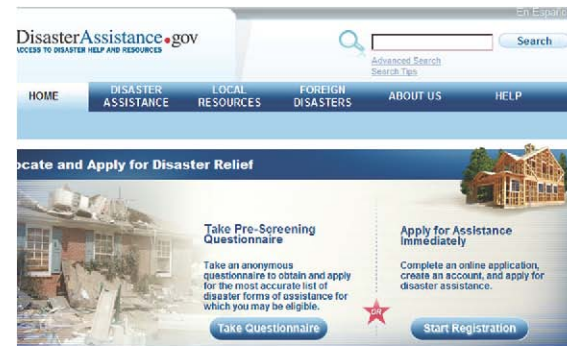 En Español
DisasterAssistance.gov
ACCESS TO DISASTER HELP AND RESOURCES
Search
Advanced Search
Search Tips
HOME
DISASTER
ASSISTANCE
LOCAL
RESOURCES
FOREIGN
DISASTERS
ABOUT US
HELP
ocate and Apply for Disaster Relief
Take Pre-Screening
Questionnaire
Take an anonymous
questionnaire to obtain and apply
for the most accurate list of
disaster forms of assistance for
which you may be eligible.
Take Questionnaire
OR
Apply for Assistance
Immediately
Complete an online application,
create an account, and apply for
disaster assistance.
Start Registration